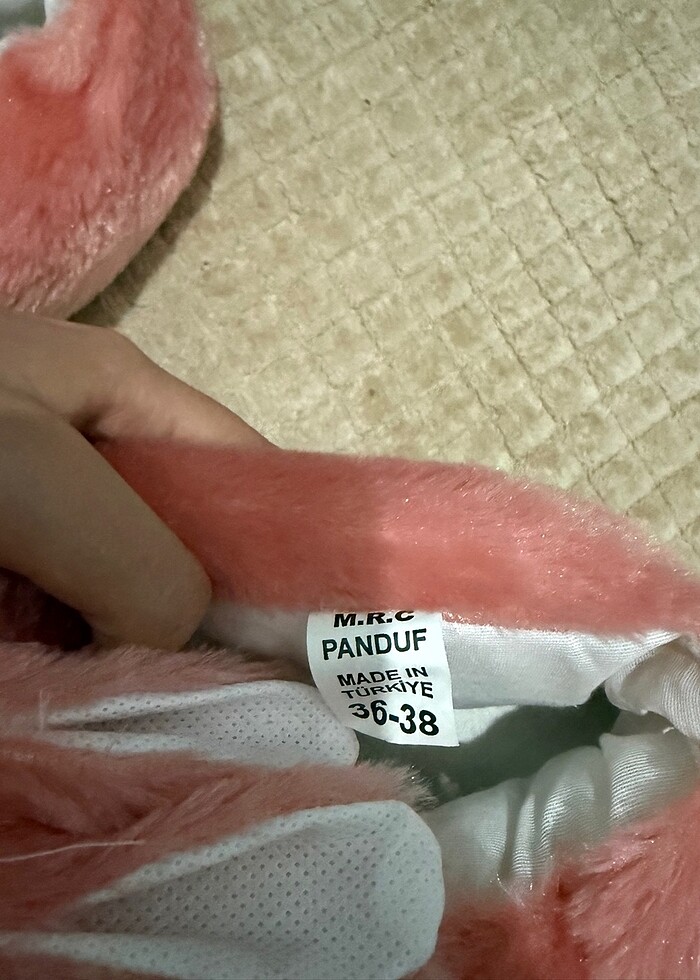 M.R.C
PANDUF
MADE IN
TÜRKİYE
36-38